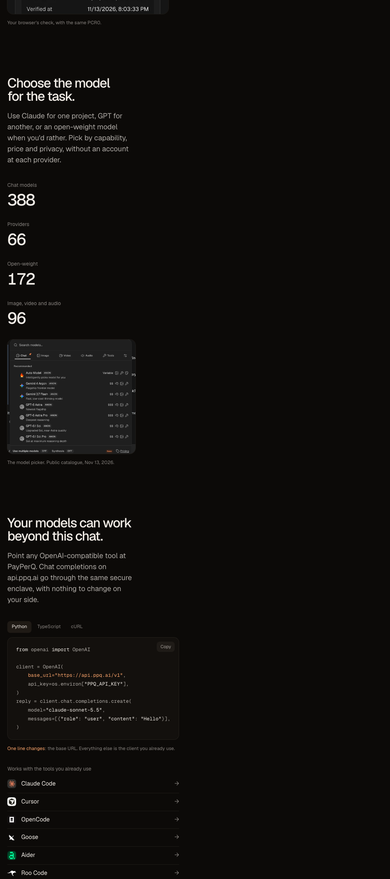 Verified at 11/13/2026, 8:03:33 PM
Your browser's check, with the same PCR0.
Choose the model
for the task.
Use Claude for one project, GPT for
another, or an open-weight model
when you'd rather. Pick by capability,
price and privacy, without an account
at each provider.
Chat models
388
Providers
66
Open-weight
172
Image, video and audio
96
The model picker. Public catalogue, Nov 13, 2026.
Your models can work
beyond this chat.
Point any OpenAI-compatible tool at
PayPerQ. Chat completions on
api.ppq.ai go through the same secure
enclave, with nothing to change on
your side.
Python TypeScript cURL
from openai import OpenAI
Copy
client = OpenAI(
base_url="https://api.ppq.ai/v1",
api_key=os.environ["PPQ_API_KEY"],
)
reply = client.chat.completions.create(
model="claude-sonnet-5.5",
messages=[{"role": "user", "content": "Hello"}],
)
One line changes: the base URL. Everything else is the client you already use.
Works with the tools you already use
Claude Code
Cursor
OpenCode
Goose
Aider
Roo Code